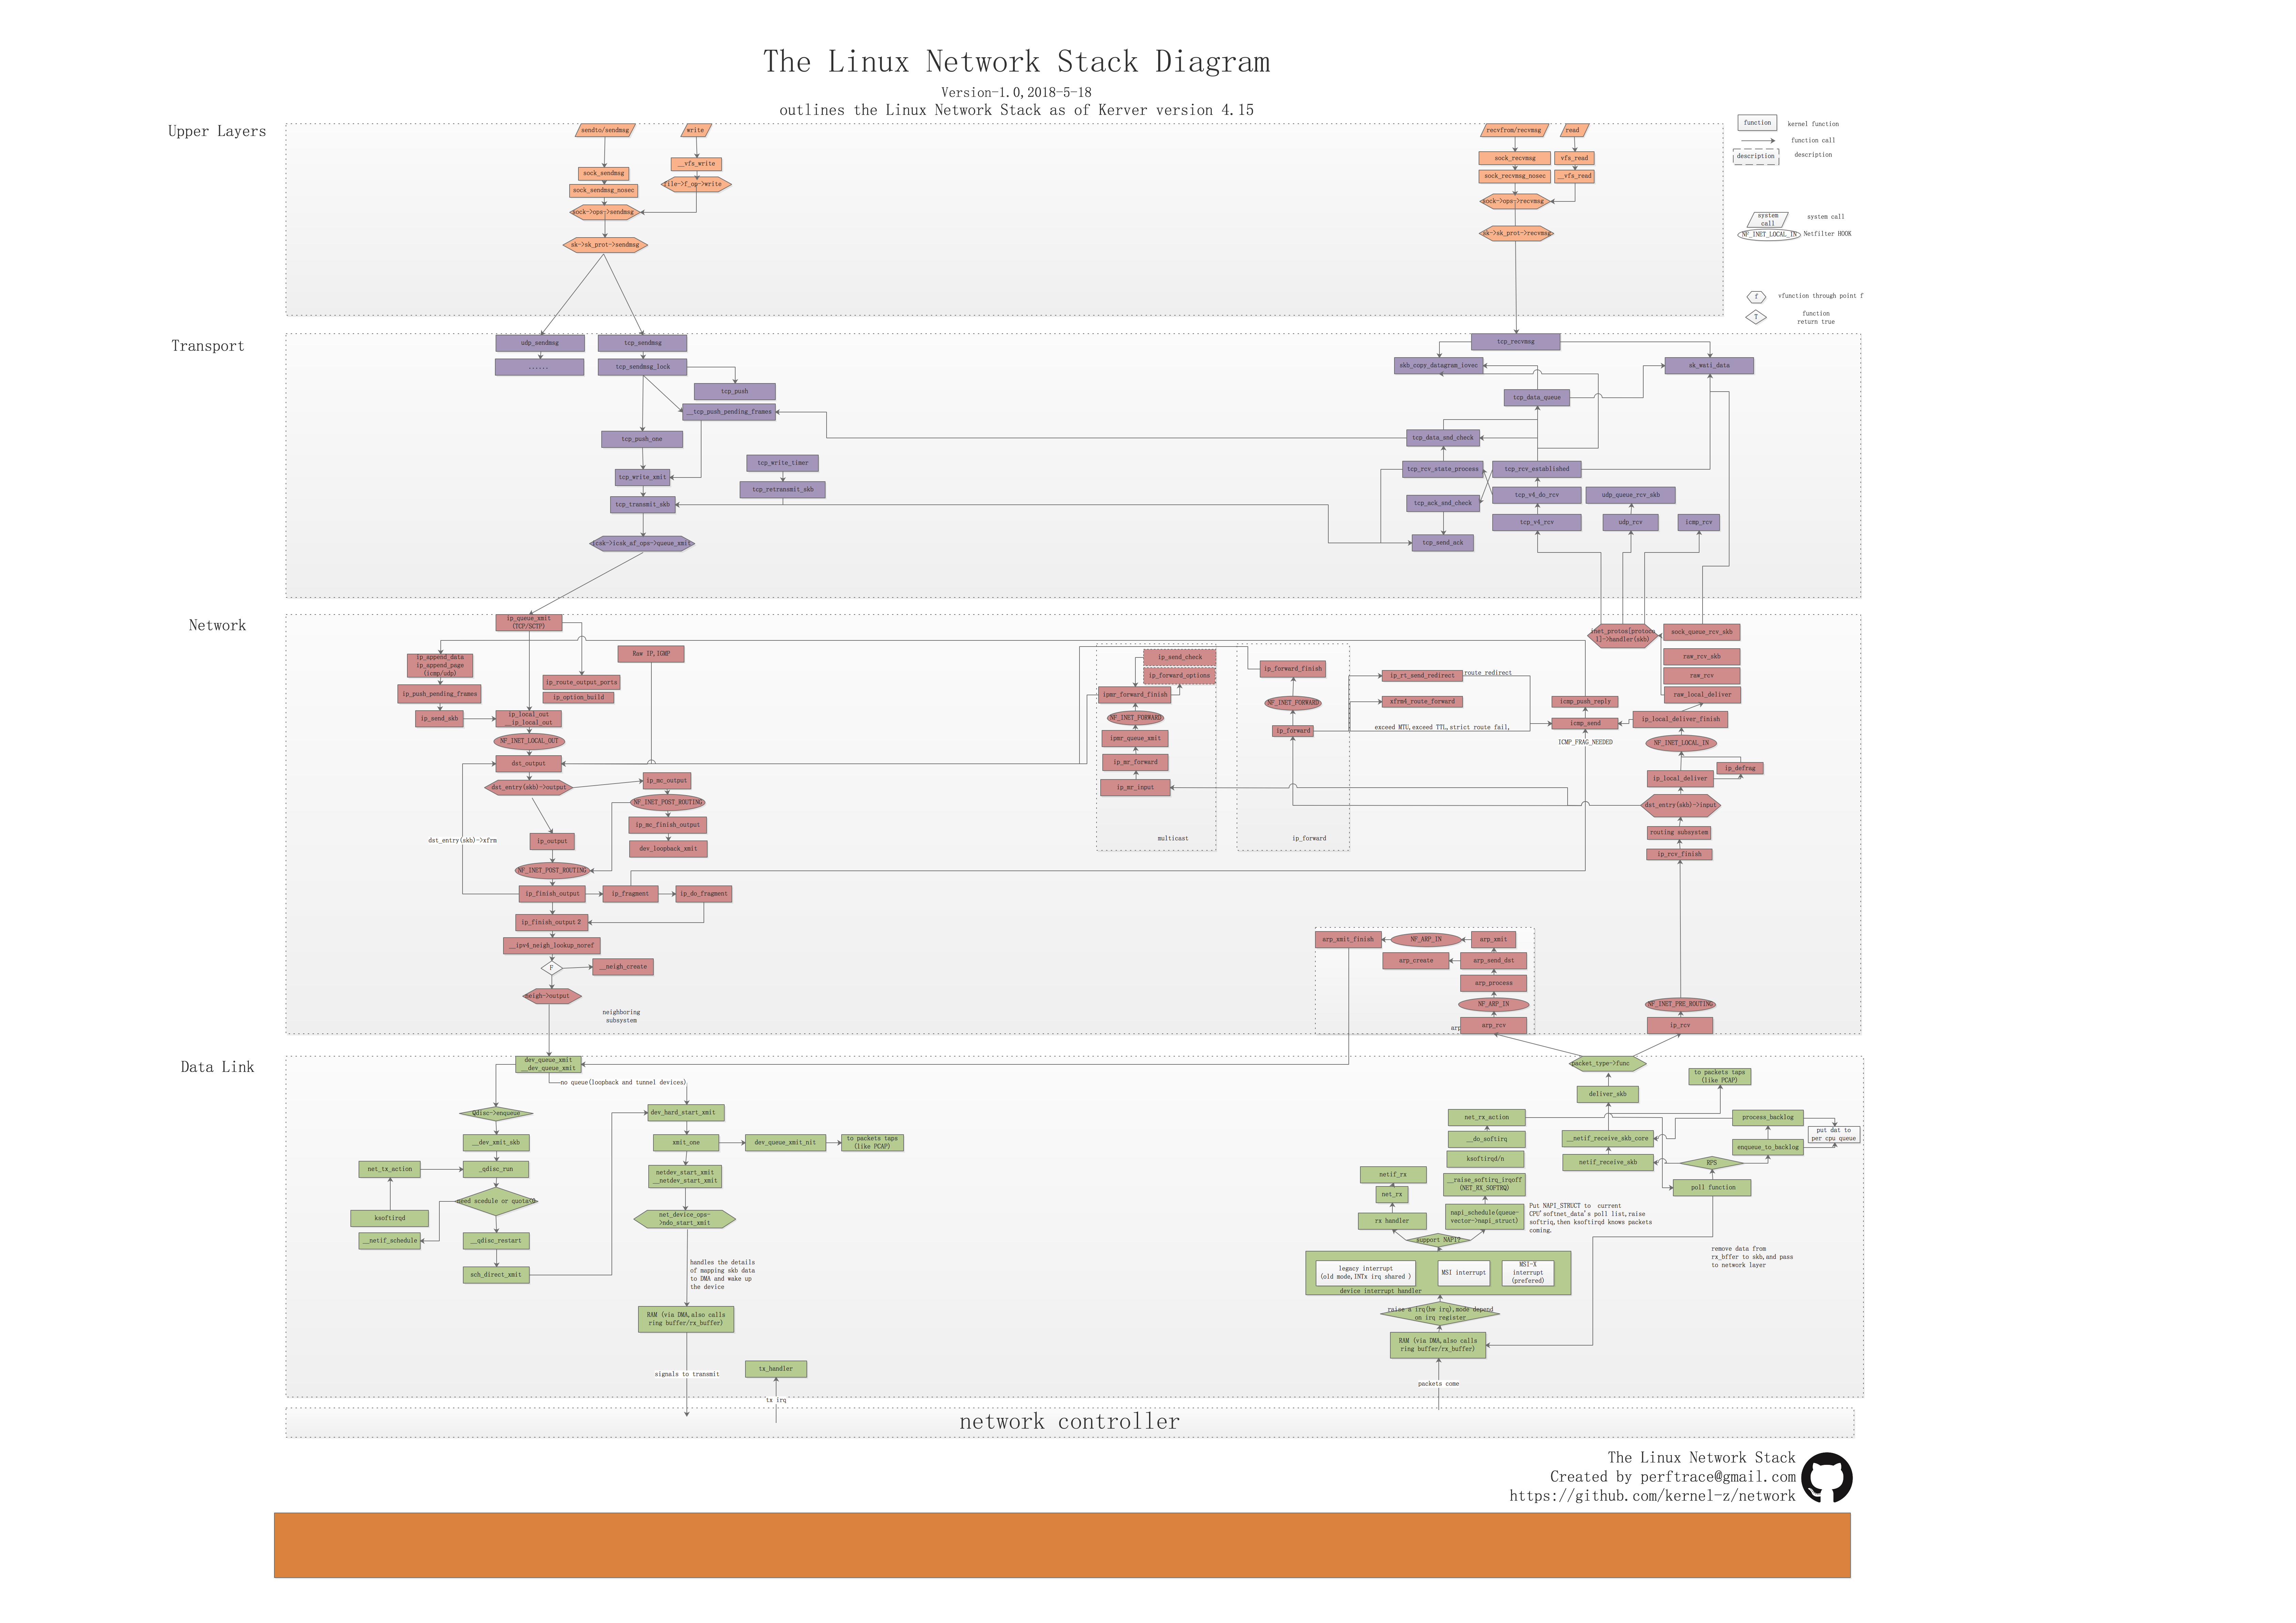 The Linux Network Stack Diagram
Version-1.0,2018-5-18
outlines the Linux Network Stack as of Kerver version 4.15
Upper Layers
sendto/sendmsg
write
__vfs_write
sock_sendmsg
file->f_op->write
sock_sendmsg_nosec
sock->ops->sendmsg
sk->sk_prot->sendmsg
recvfrom/recvmsg
read
sock_recvmsg
vfs_read
sock_recvmsg_nosec
__vfs_read
sock->ops->recvmsg
sk->sk_prot->recvmsg
function
kernel function
function call
description
description
system
call
system call
NF_INET_LOCAL_IN
Netfilter HOOK
f
vfunction through point f
T
function
return true
Transport
udp_sendmsg
tcp_sendmsg
......
tcp_sendmsg_lock
tcp_push
__tcp_push_pending_frames
tcp_push_one
tcp_write_timer
tcp_write_xmit
tcp_retransmit_skb
tcp_transmit_skb
icsk->icsk_af_ops->queue_xmit
tcp_recvmsg
skb_copy_datagram_iovec
sk_wati_data
tcp_data_queue
tcp_data_snd_check
tcp_rcv_state_process
tcp_rcv_established
tcp_ack_snd_check
tcp_v4_do_rcv
udp_queue_rcv_skb
tcp_v4_rcv
udp_rcv
icmp_rcv
tcp_send_ack
Network
ip_queue_xmit
(TCP/SCTP)
ip_append_data
ip_append_page
(icmp/udp)
Raw IP,IGMP
ip_route_output_ports
ip_push_pending_frames
ip_option_build
ip_send_skb
ip_local_out
__ip_local_out
NF_INET_LOCAL_OUT
dst_output
dst_entry(skb)->output
ip_mc_output
NF_INET_POST_ROUTING
ip_mc_finish_output
dst_entry(skb)->xfrm
ip_output
dev_loopback_xmit
NF_INET_POST_ROUTING
ip_finish_output
ip_fragment
ip_do_fragment
ip_finish_output２
__ipv4_neigh_lookup_noref
F
__neigh_create
neigh->output
neighboring
subsystem
ip_send_check
ip_forward_options
ipmr_forward_finish
NF_INET_FORWARD
ipmr_queue_xmit
ip_mr_forward
ip_mr_input
multicast
ip_forward_finish
NF_INET_FORWARD
ip_forward
ip_forward
ip_rt_send_redirect
route redirect
xfrm4_route_forward
exceed MTU,exceed TTL,strict route fail,
icmp_push_reply
icmp_send
ICMP_FRAG_NEEDED
inet_protos[protoco
l]->handler(skb)
sock_queue_rcv_skb
raw_rcv_skb
raw_rcv
raw_local_deliver
ip_local_deliver_finish
NF_INET_LOCAL_IN
ip_defrag
ip_local_deliver
dst_entry(skb)->input
routing subsystem
ip_rcv_finish
NF_INET_PRE_ROUTING
ip_rcv
arp_xmit_finish
NF_ARP_IN
arp_xmit
arp_create
arp_send_dst
arp_process
NF_ARP_IN
arp
arp_rcv
Data Link
dev_queue_xmit
__dev_queue_xmit
no queue(loopback and tunnel devices)
Qdisc->enqueue
dev_hard_start_xmit
__dev_xmit_skb
xmit_one
dev_queue_xmit_nit
to packets taps
(like PCAP)
net_tx_action
_qdisc_run
netdev_start_xmit
__netdev_start_xmit
need scedule or quota<0
ksoftirqd
net_device_ops-
>ndo_start_xmit
__netif_schedule
__qdisc_restart
sch_direct_xmit
handles the details
of mapping skb data
to DMA and wake up
the device
RAM (via DMA,also calls
ring buffer/rx_buffer)
signals to transmit
tx_handler
tx irq
packet_type->func
deliver_skb
to packets taps
(like PCAP)
net_rx_action
process_backlog
__do_softirq
__netif_receive_skb_core
put dat to
per cpu queue
enqueue_to_backlog
ksoftirqd/n
netif_receive_skb
RPS
netif_rx
__raise_softirq_irqoff
(NET_RX_SOFTRQ)
poll function
net_rx
rx handler
napi_schedule(queue-
vector->napi_struct)
Put NAPI_STRUCT to  current
CPU'softnet_data's poll list,raise
softriq,then ksoftirqd knows packets
coming.
support NAPI?
remove data from
rx_bffer to skb,and pass
to network layer
legacy interrupt
(old mode,INTx irq shared )
MSI interrupt
MSI-X
interrupt
(prefered)
device interrupt handler
raise a irq(hw irq),mode depend
on irq register
RAM (via DMA,also calls
ring buffer/rx_buffer)
packets come
network controller
The Linux Network Stack
Created by perftrace@gmail.com
https://github.com/kernel-z/network